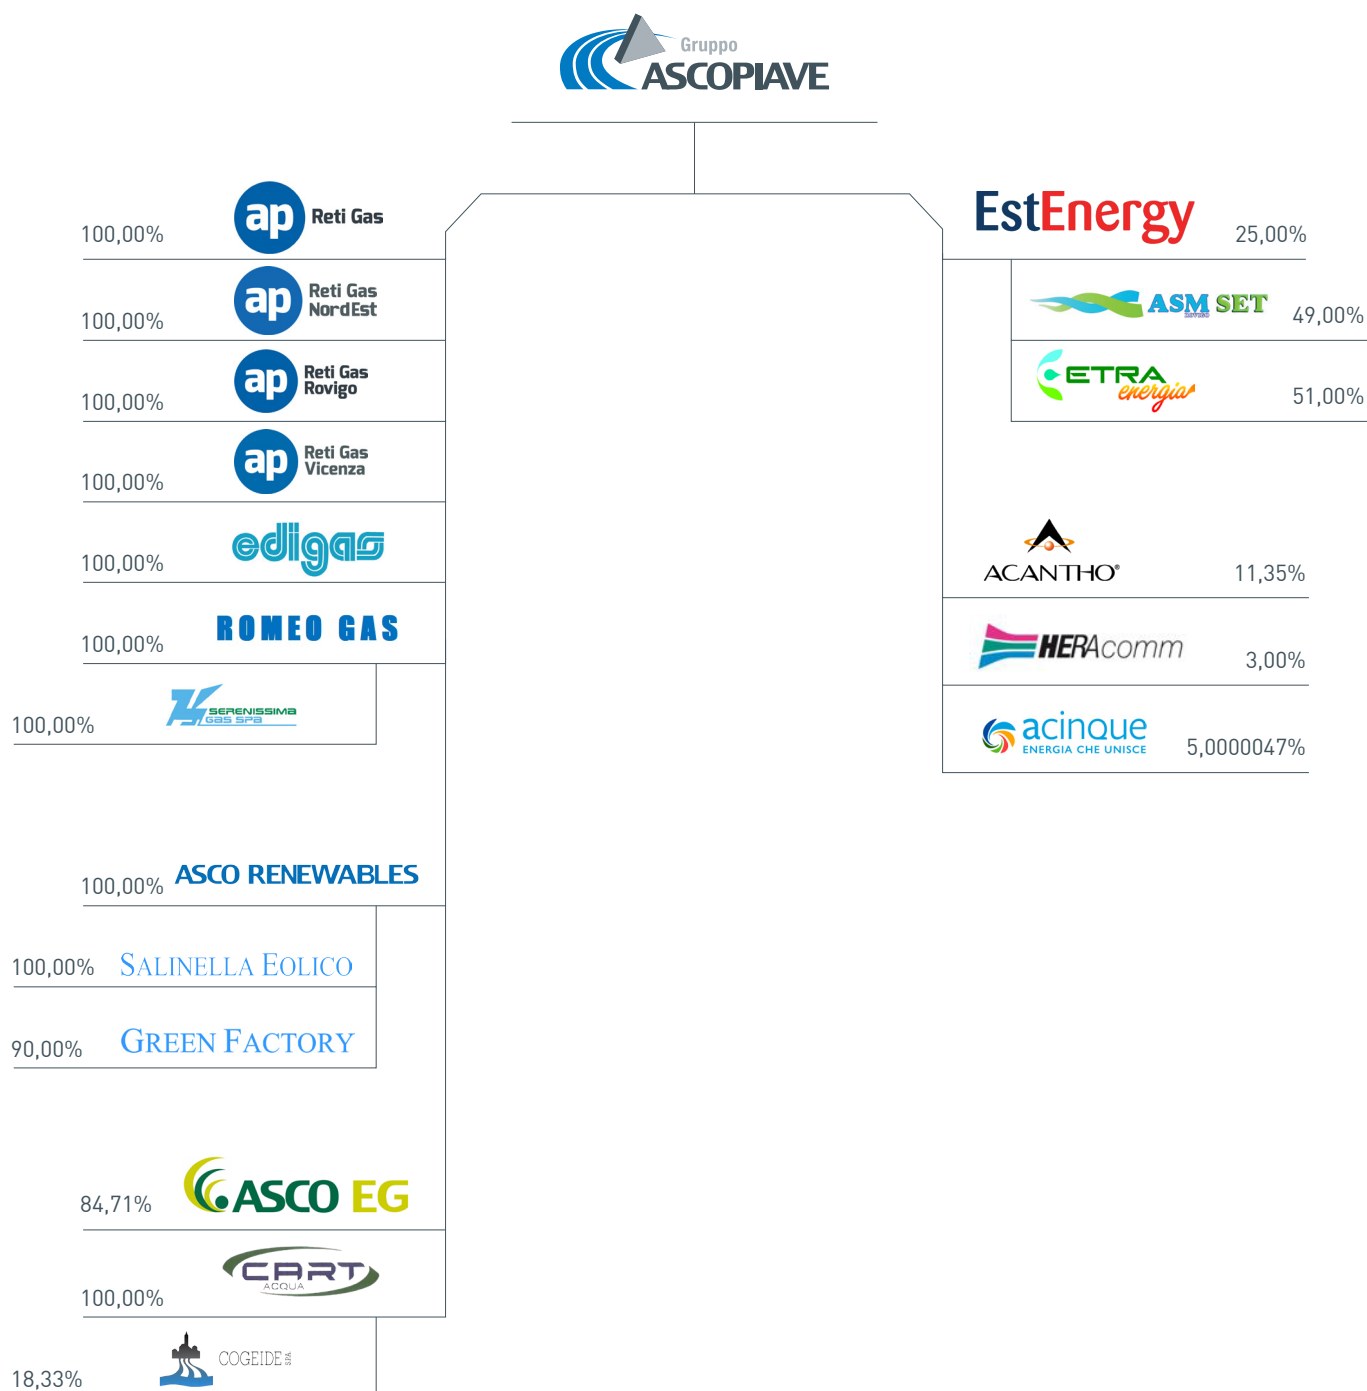 Gruppo
ASCOPIAVE
ap Reti Gas
100,00%
ap Reti Gas
NordEst
100,00%
ap Reti Gas
Rovigo
100,00%
ap Reti Gas
Vicenza
100,00%
edigas
100,00%
ROMEO GAS
100,00%
SERENISSIMA
GAS SPA
100,00%
ASCO RENEWABLES
100,00%
100,00% SALINELLA EOLICO
90,00% GREEN FACTORY
ASCO EG
84,71%
CART
ACQUA
100,00%
COGEIDE SPA
18,33%
EstEnergy
25,00%
ASM SET
ROVIGO
49,00%
ETRA
energia
51,00%
ACANTHO®
11,35%
HERAcomm
3,00%
acinque
ENERGIA CHE UNISCE
5,0000047%